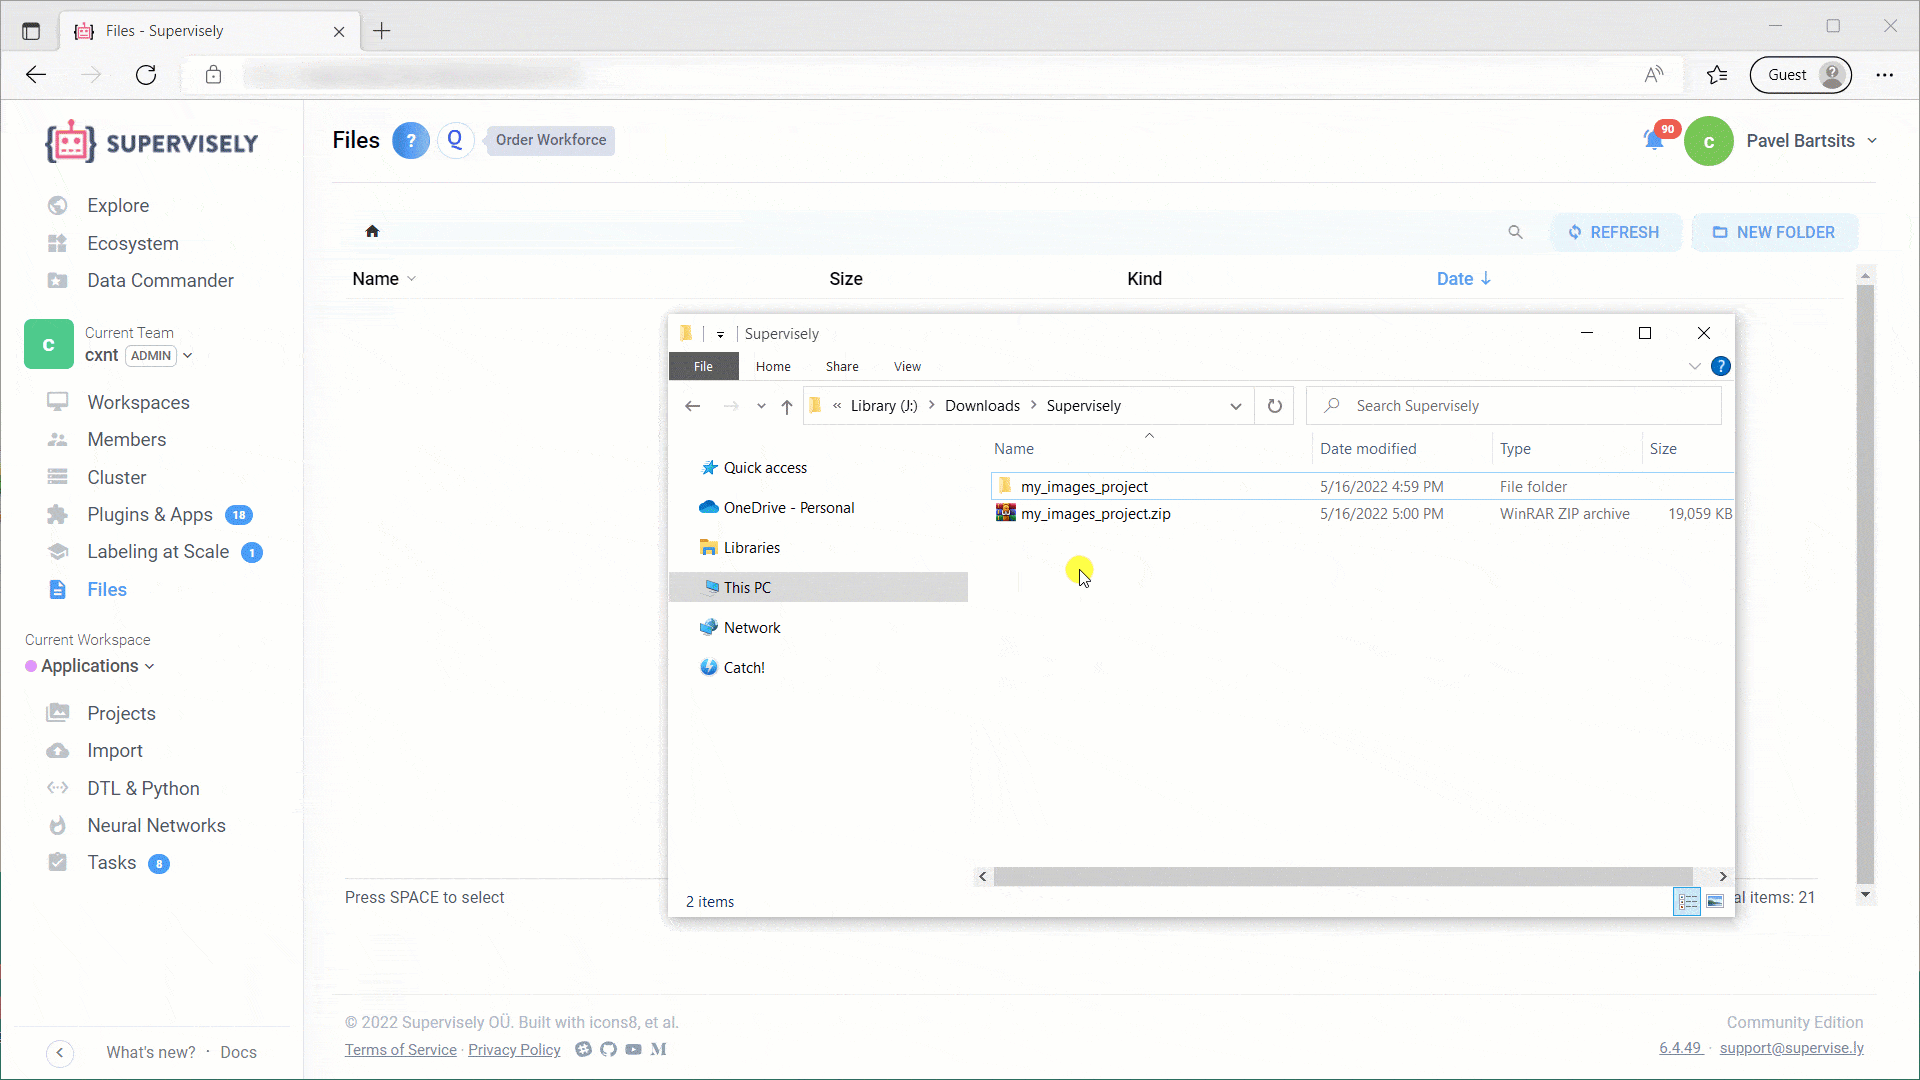 Files - Supervisely
Guest
SUPERVISELY
Files ? Q Order Workforce
90
c Pavel Bartsits
Explore
Ecosystem
Data Commander
REFRESH
NEW FOLDER
Name Size Kind Date
c Current Team
cxnt ADMIN
Workspaces
Members
Cluster
Plugins & Apps 18
Labeling at Scale 1
Files
Current Workspace
Applications
Projects
Import
DTL & Python
Neural Networks
Tasks 8
What's new? · Docs
Supervisely
File Home Share View ?
« Library (J:) > Downloads > Supervisely
Search Supervisely
Name Date modified Type Size
Quick access
OneDrive - Personal
Libraries
This PC
Network
Catch!
my_images_project 5/16/2022 4:59 PM File folder
my_images_project.zip 5/16/2022 5:00 PM WinRAR ZIP archive 19,059 KB
2 items
Press SPACE to select
al items: 21
© 2022 Supervisely OÜ. Built with icons8, et al.
Terms of Service · Privacy Policy
Community Edition
6.4.49 · support@supervise.ly